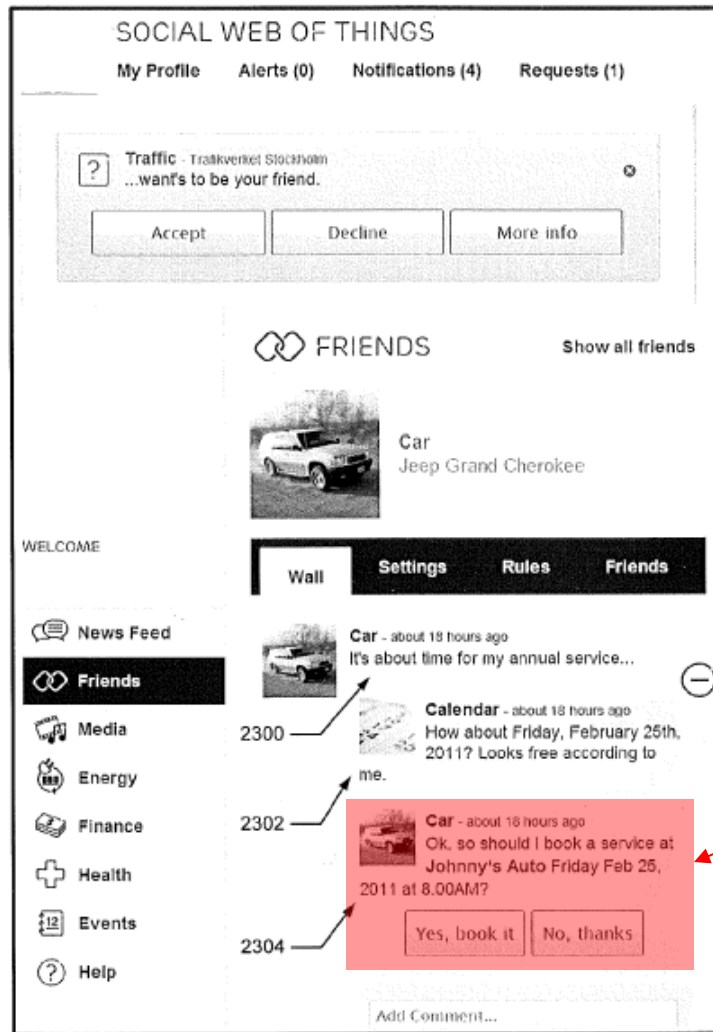 SOCIAL WEB OF THINGS
My Profile Alerts (0) Notifications (4) Requests (1)
? Traffic - Trafikverket Stockholm
...want's to be your friend.
Accept Decline More info
FRIENDS Show all friends
Car
Jeep Grand Cherokee
WELCOME
Wall Settings Rules Friends
News Feed
Friends
Media
Energy
Finance
Health
12 Events
? Help
Car - about 18 hours ago
It's about time for my annual service...
2300
Calendar - about 18 hours ago
How about Friday, February 25th,
2011? Looks free according to
me.
2302
Car - about 18 hours ago
Ok, so should I book a service at
Johnny's Auto Friday Feb 25,
2011 at 8.00AM?
Yes, book it No, thanks
2304
Add Comment...